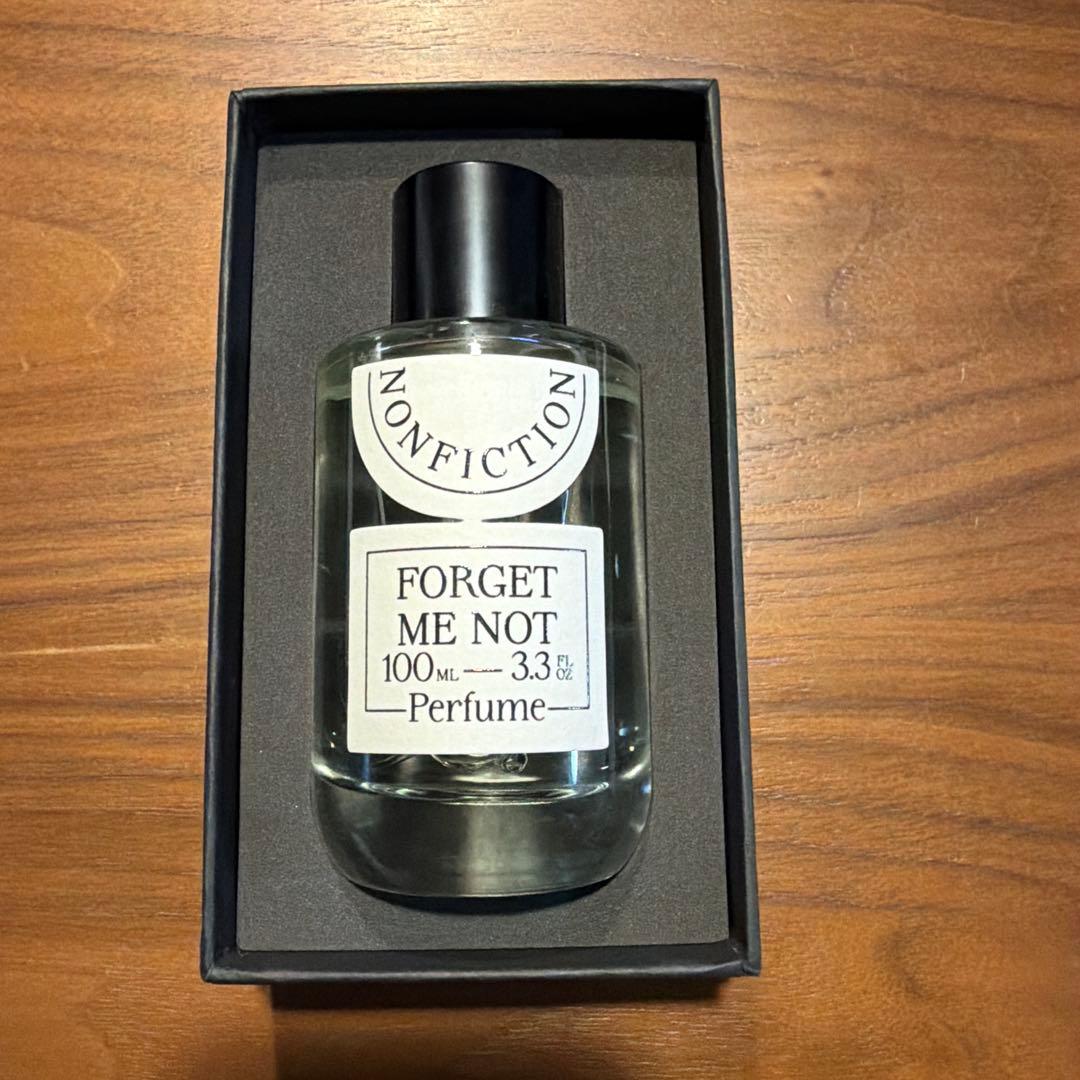 NONFICTION
FORGET
ME NOT
100ML — 3.3 FL OZ
Perfume